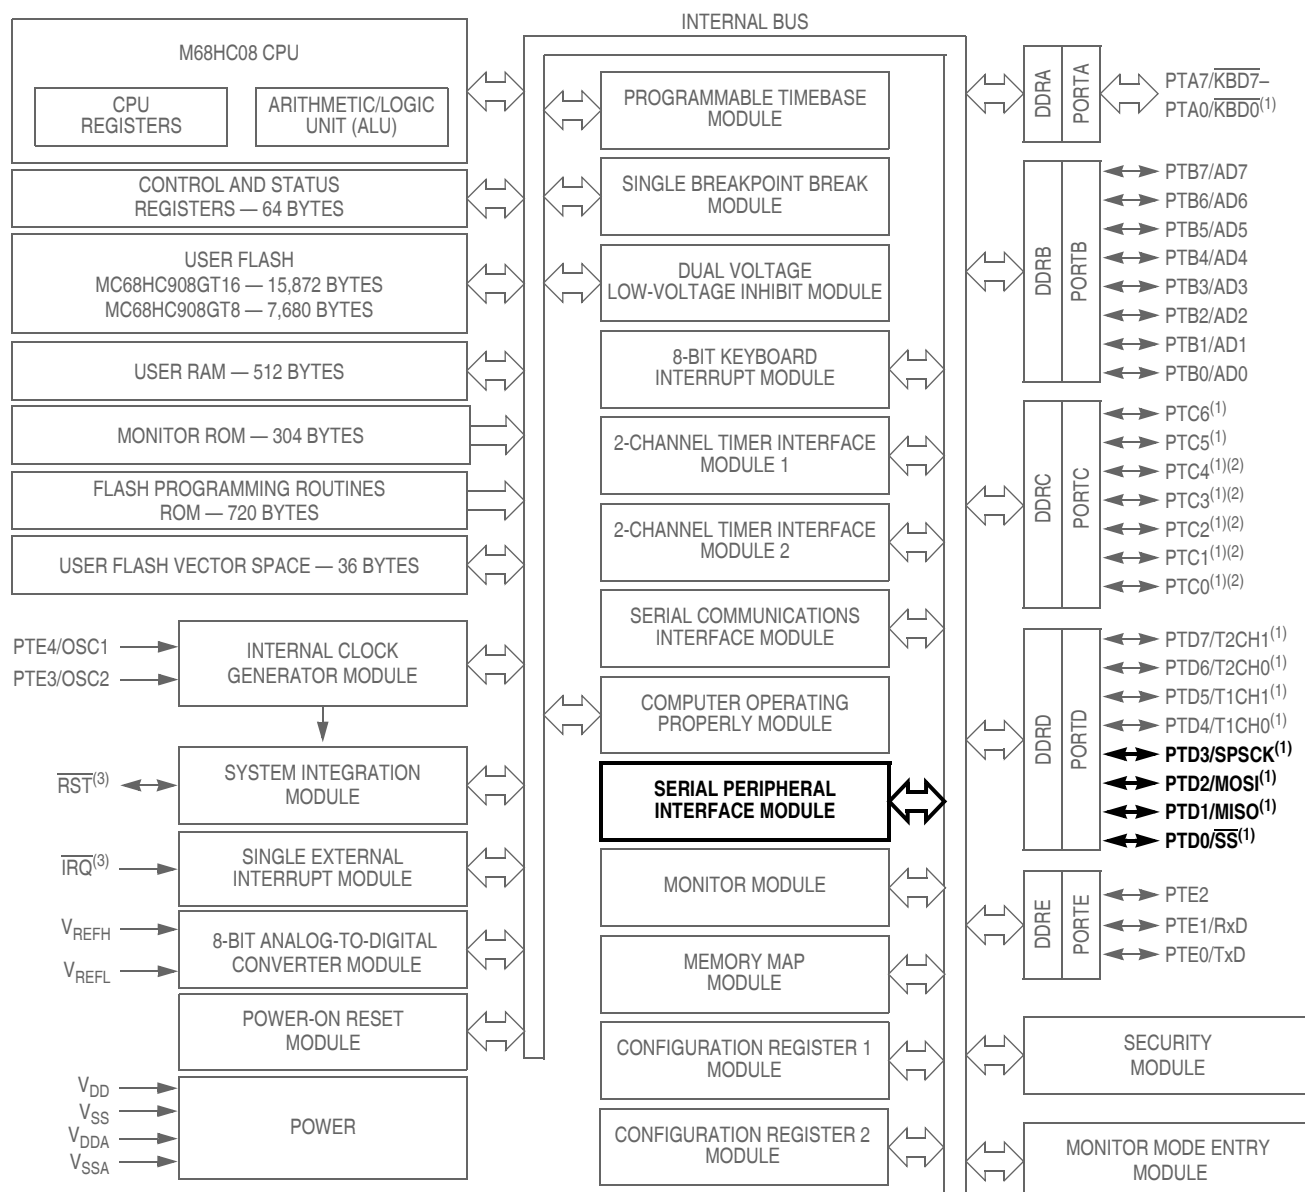 INTERNAL BUS
M68HC08 CPU
CPU
REGISTERS
ARITHMETIC/LOGIC
UNIT (ALU)
CONTROL AND STATUS
REGISTERS — 64 BYTES
USER FLASH
MC68HC908GT16 — 15,872 BYTES
MC68HC908GT8 — 7,680 BYTES
USER RAM — 512 BYTES
MONITOR ROM — 304 BYTES
FLASH PROGRAMMING ROUTINES
ROM — 720 BYTES
USER FLASH VECTOR SPACE — 36 BYTES
PTE4/OSC1
PTE3/OSC2
INTERNAL CLOCK
GENERATOR MODULE
RST(3)
SYSTEM INTEGRATION
MODULE
IRQ(3)
SINGLE EXTERNAL
INTERRUPT MODULE
VREFH
VREFL
8-BIT ANALOG-TO-DIGITAL
CONVERTER MODULE
POWER-ON RESET
MODULE
VDD
VSS
VDDA
VSSA
POWER
PROGRAMMABLE TIMEBASE
MODULE
SINGLE BREAKPOINT BREAK
MODULE
DUAL VOLTAGE
LOW-VOLTAGE INHIBIT MODULE
8-BIT KEYBOARD
INTERRUPT MODULE
2-CHANNEL TIMER INTERFACE
MODULE 1
2-CHANNEL TIMER INTERFACE
MODULE 2
SERIAL COMMUNICATIONS
INTERFACE MODULE
COMPUTER OPERATING
PROPERLY MODULE
SERIAL PERIPHERAL
INTERFACE MODULE
MONITOR MODULE
MEMORY MAP
MODULE
CONFIGURATION REGISTER 1
MODULE
CONFIGURATION REGISTER 2
MODULE
DDRA
PORTA
PTA7/KBD7–
PTA0/KBD0(1)
DDRB
PORTB
PTB7/AD7
PTB6/AD6
PTB5/AD5
PTB4/AD4
PTB3/AD3
PTB2/AD2
PTB1/AD1
PTB0/AD0
DDRC
PORTC
PTC6(1)
PTC5(1)
PTC4(1)(2)
PTC3(1)(2)
PTC2(1)(2)
PTC1(1)(2)
PTC0(1)(2)
DDRD
PORTD
PTD7/T2CH1(1)
PTD6/T2CH0(1)
PTD5/T1CH1(1)
PTD4/T1CH0(1)
PTD3/SPSCK(1)
PTD2/MOSI(1)
PTD1/MISO(1)
PTD0/SS(1)
DDRE
PORTE
PTE2
PTE1/RxD
PTE0/TxD
SECURITY
MODULE
MONITOR MODE ENTRY
MODULE